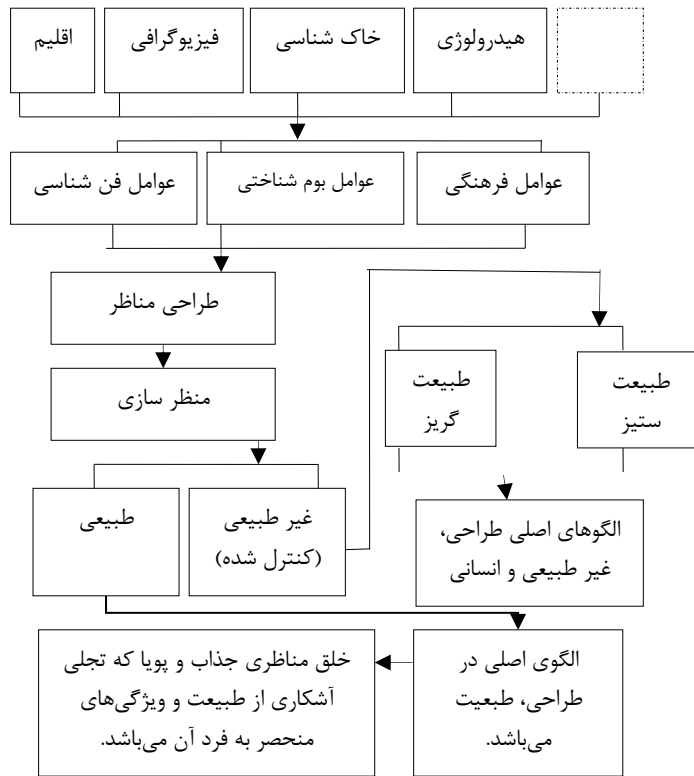 هیدرولوژی
خاک شناسی
فیزیوگرافی
اقلیم
عوامل فرهنگی
عوامل بوم شناختی
عوامل فن شناسی
طراحی مناظر
منظر سازی
طبیعت
ستیز
طبیعت
گریز
غیر طبیعی
(کنترل شده)
طبیعی
الگوهای اصلی طراحی،
غیر طبیعی و انسانی
الگوی اصلی در
طراحی، طبعیت
می‌باشد.
خلق مناظری جذاب و پویا که تجلی
آشکاری از طبیعت و ویژگی‌های
منحصر به فرد آن می‌باشد.